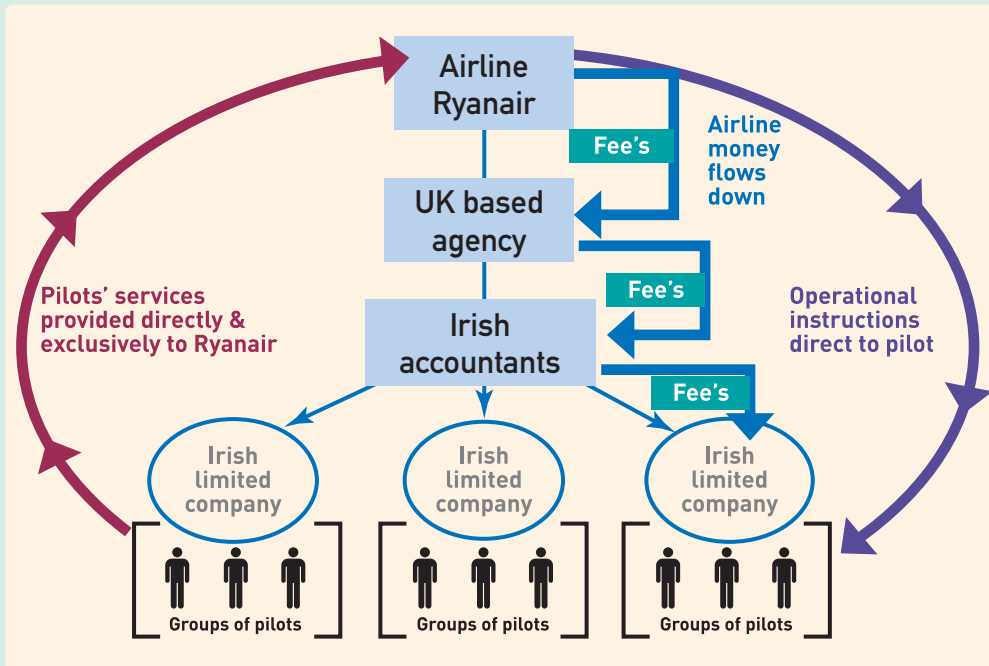 Airline
Ryanair
Fee's
Airline
money
flows
down
UK based
agency
Fee's
Pilots’ services
provided directly &
exclusively to Ryanair
Operational
instructions
direct to pilot
Irish
accountants
Fee's
Irish
limited
company
Irish
limited
company
Irish
limited
company
Groups of pilots
Groups of pilots
Groups of pilots